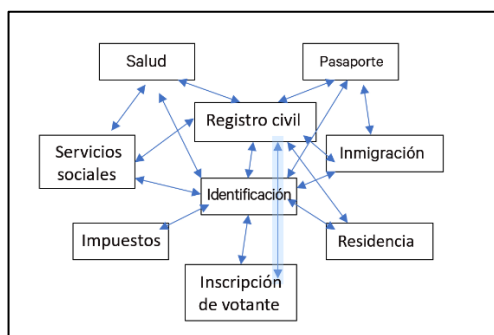 Salud
Pasaporte
Registro civil
Servicios
sociales
Inmigración
Identificación
Impuestos
Residencia
Inscripción
de votante